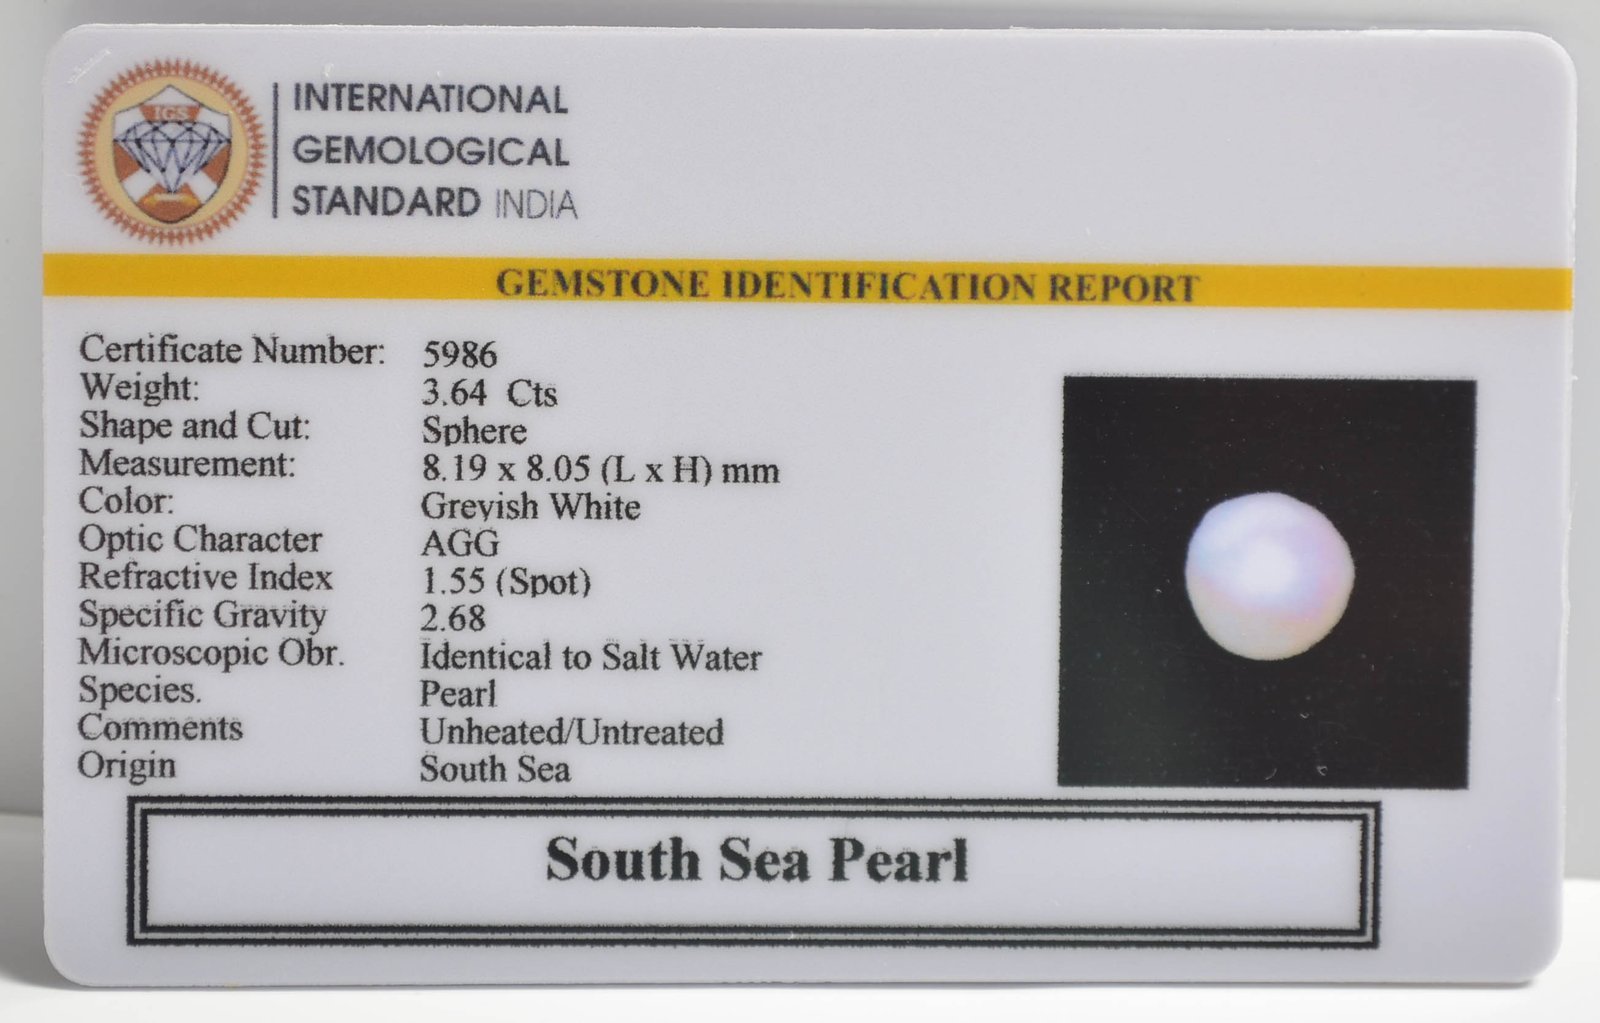 IGS
INTERNATIONAL
GEMOLOGICAL
STANDARD INDIA
GEMSTONE IDENTIFICATION REPORT
Certificate Number: 5986
Weight: 3.64 Cts
Shape and Cut: Sphere
Measurement: 8.19 x 8.05 (L x H) mm
Color: Greyish White
Optic Character AGG
Refractive Index 1.55 (Spot)
Specific Gravity 2.68
Microscopic Obr. Identical to Salt Water
Species. Pearl
Comments Unheated/Untreated
Origin South Sea
South Sea Pearl